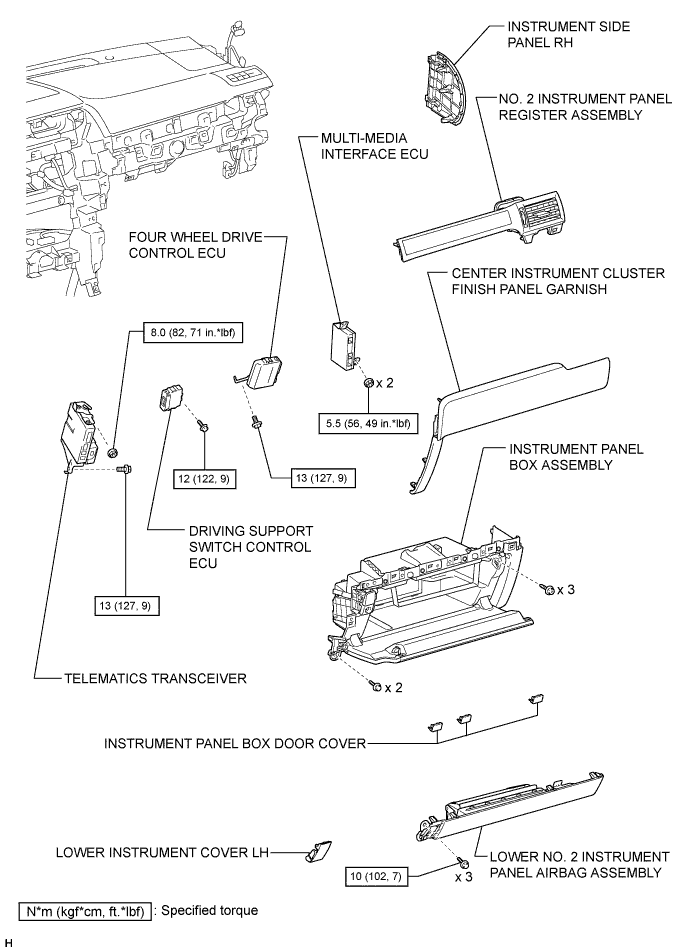 INSTRUMENT SIDE
PANEL RH
NO. 2 INSTRUMENT PANEL
REGISTER ASSEMBLY
MULTI-MEDIA
INTERFACE ECU
FOUR WHEEL DRIVE
CONTROL ECU
CENTER INSTRUMENT CLUSTER
FINISH PANEL GARNISH
8.0 (82, 71 in.*lbf)
x 2
5.5 (56, 49 in.*lbf)
INSTRUMENT PANEL
BOX ASSEMBLY
12 (122, 9)
13 (127, 9)
DRIVING SUPPORT
SWITCH CONTROL
ECU
x 3
13 (127, 9)
TELEMATICS TRANSCEIVER
x 2
INSTRUMENT PANEL BOX DOOR COVER
LOWER INSTRUMENT COVER LH
LOWER NO. 2 INSTRUMENT
PANEL AIRBAG ASSEMBLY
10 (102, 7)
x 3
N*m (kgf*cm, ft.*lbf) : Specified torque
H